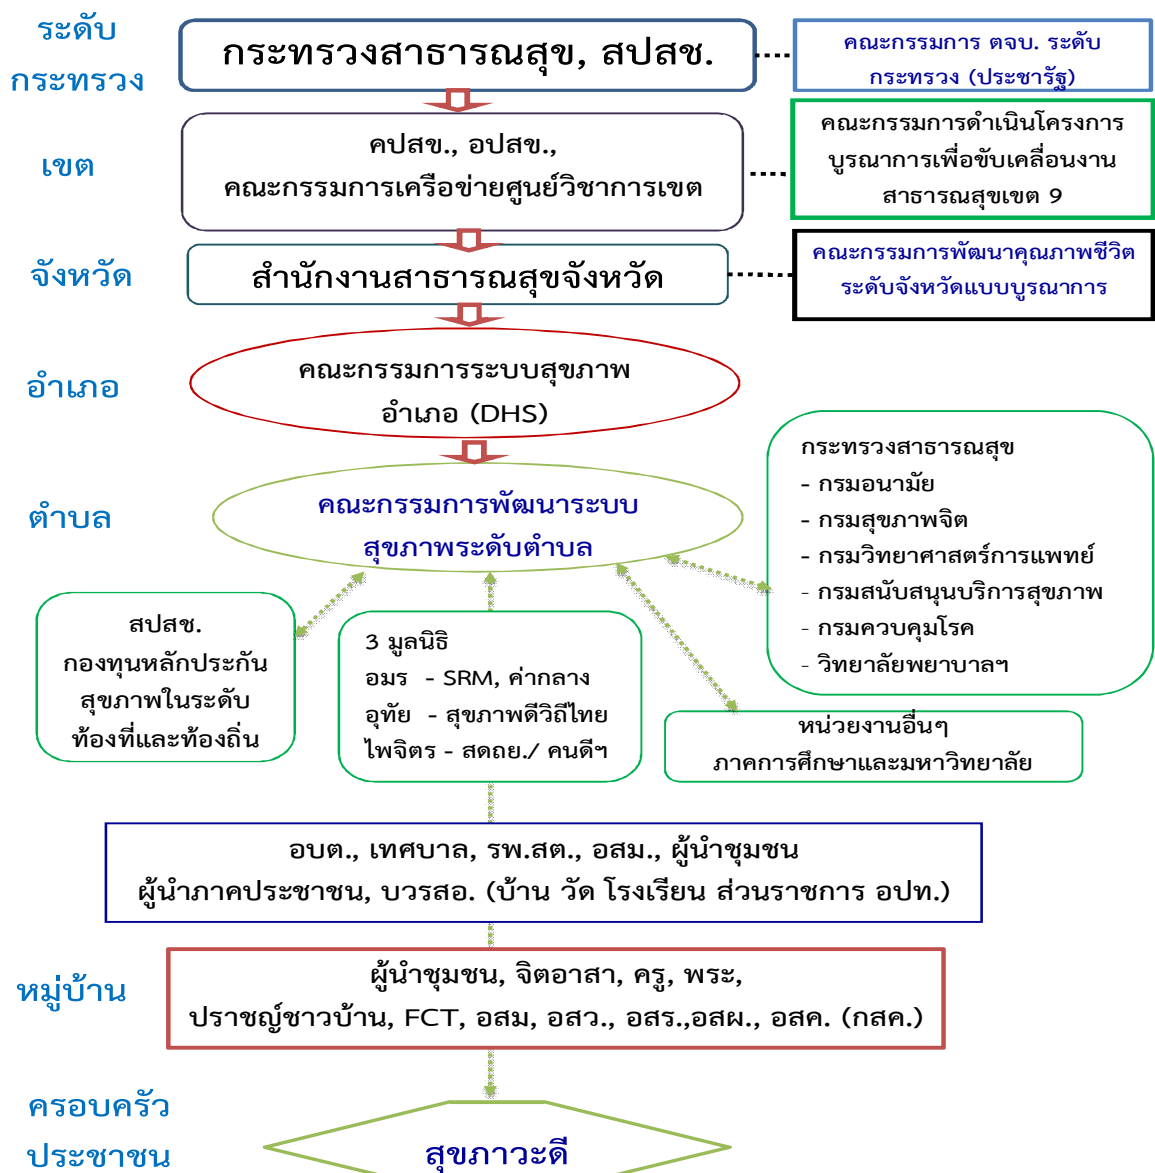 ระดับ
กระทรวง
กระทรวงสาธารณสุข, สปสช.
คณะกรรมการ ตจบ. ระดับ
กระทรวง (ประชารัฐ)
เขต
คปสข., อปสข.,
คณะกรรมการเครือข่ายศูนย์วิชาการเขต
คณะกรรมการดำเนินโครงการ
บูรณาการเพื่อขับเคลื่อนงาน
สาธารณสุขเขต 9
จังหวัด
สำนักงานสาธารณสุขจังหวัด
คณะกรรมการพัฒนาคุณภาพชีวิต
ระดับจังหวัดแบบบูรณาการ
อำเภอ
คณะกรรมการระบบสุขภาพ
อำเภอ (DHS)
ตำบล
คณะกรรมการพัฒนาระบบ
สุขภาพระดับตำบล
กระทรวงสาธารณสุข
- กรมอนามัย
- กรมสุขภาพจิต
- กรมวิทยาศาสตร์การแพทย์
- กรมสนับสนุนบริการสุขภาพ
- กรมควบคุมโรค
- วิทยาลัยพยาบาลฯ
สปสช.
กองทุนหลักประกัน
สุขภาพในระดับ
ท้องที่และท้องถิ่น
3 มูลนิธิ
อมร - SRM, ค่ากลาง
อุทัย - สุขภาพดีวิถีไทย
ไพจิตร - สดถย./ คนดีฯ
หน่วยงานอื่นๆ
ภาคการศึกษาและมหาวิทยาลัย
อบต., เทศบาล, รพ.สต., อสม., ผู้นำชุมชน
ผู้นำภาคประชาชน, บวรสอ. (บ้าน วัด โรงเรียน ส่วนราชการ อปท.)
หมู่บ้าน
ผู้นำชุมชน, จิตอาสา, ครู, พระ,
ปราชญ์ชาวบ้าน, FCT, อสม, อสว., อสร.,อสผ., อสค. (กสค.)
ครอบครัว
ประชาชน
สุขภาวะดี